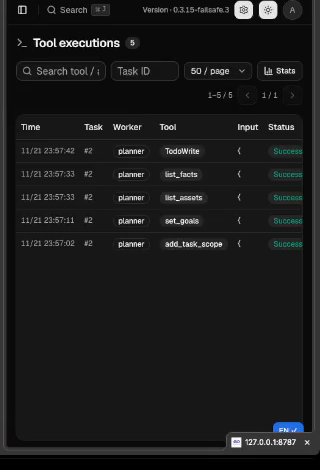 Search ⌘ J Version · 0.3.15-failsafe.3 A
Tool executions 5
Search tool / Task ID 50 / page Stats
1–5 / 5 1 / 1
Time Task Worker Tool Input Status
11/21 23:57:42 #2 planner TodoWrite { Success
11/21 23:57:33 #2 planner list_facts { Success
11/21 23:57:33 #2 planner list_assets { Success
11/21 23:57:11 #2 planner set_goals { Success
11/21 23:57:02 #2 planner add_task_scope { Success
EN
127.0.0.1:8787 ×